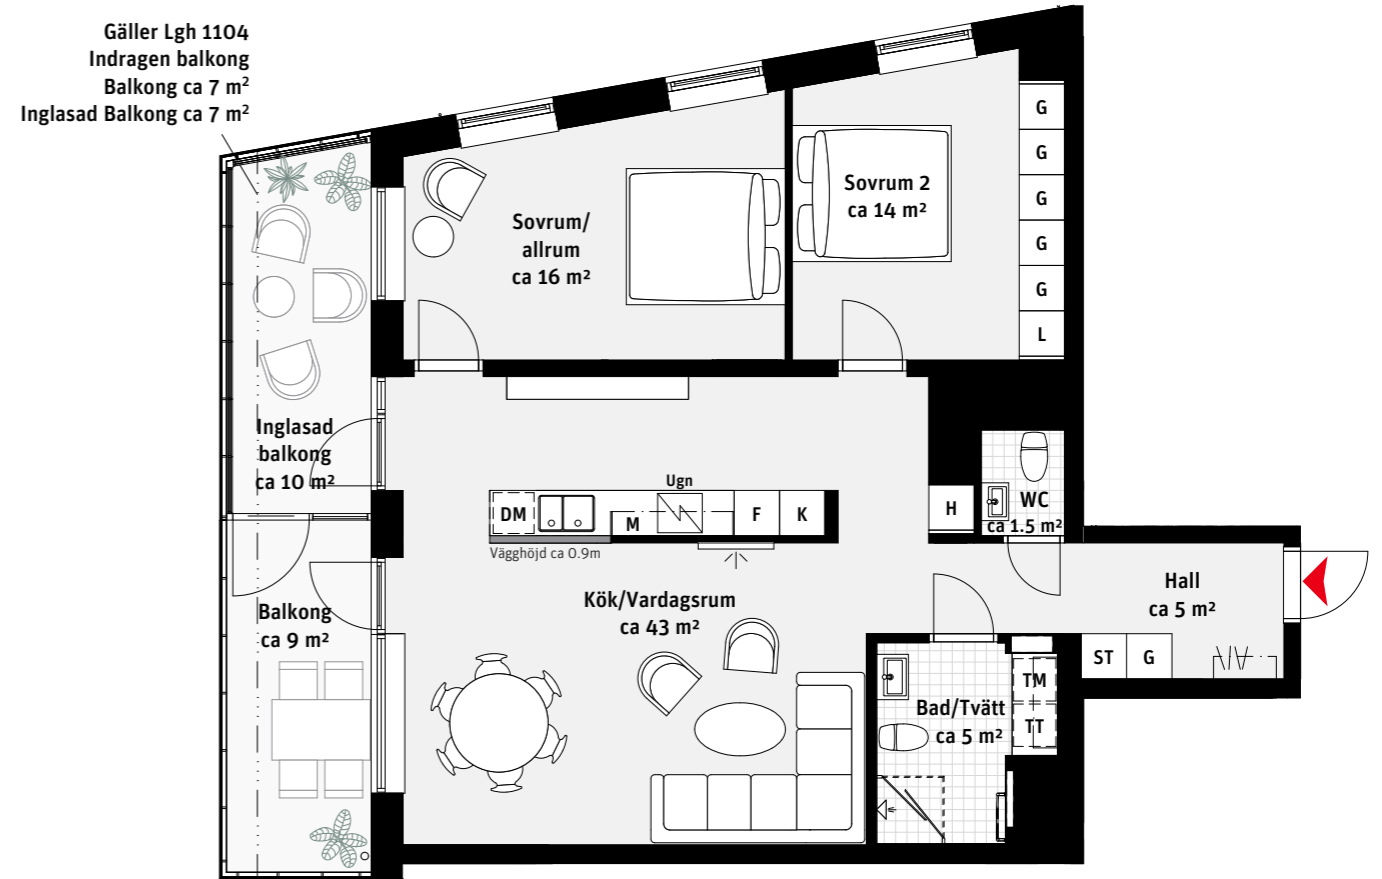 Gäller Lgh 1104
Indragen balkong
Balkong ca 7 m²
Inglasad Balkong ca 7 m²
Sovrum/
allrum
ca 16 m²
Sovrum 2
ca 14 m²
G
G
G
G
G
L
Inglasad
balkong
ca 10 m²
Ugn
DM
M
F
K
H
WC
ca 1.5 m²
Vägghöjd ca 0.9m
Kök/Vardagsrum
ca 43 m²
Hall
ca 5 m²
Balkong
ca 9 m²
ST
G
TM
TT
Bad/Tvätt
ca 5 m²